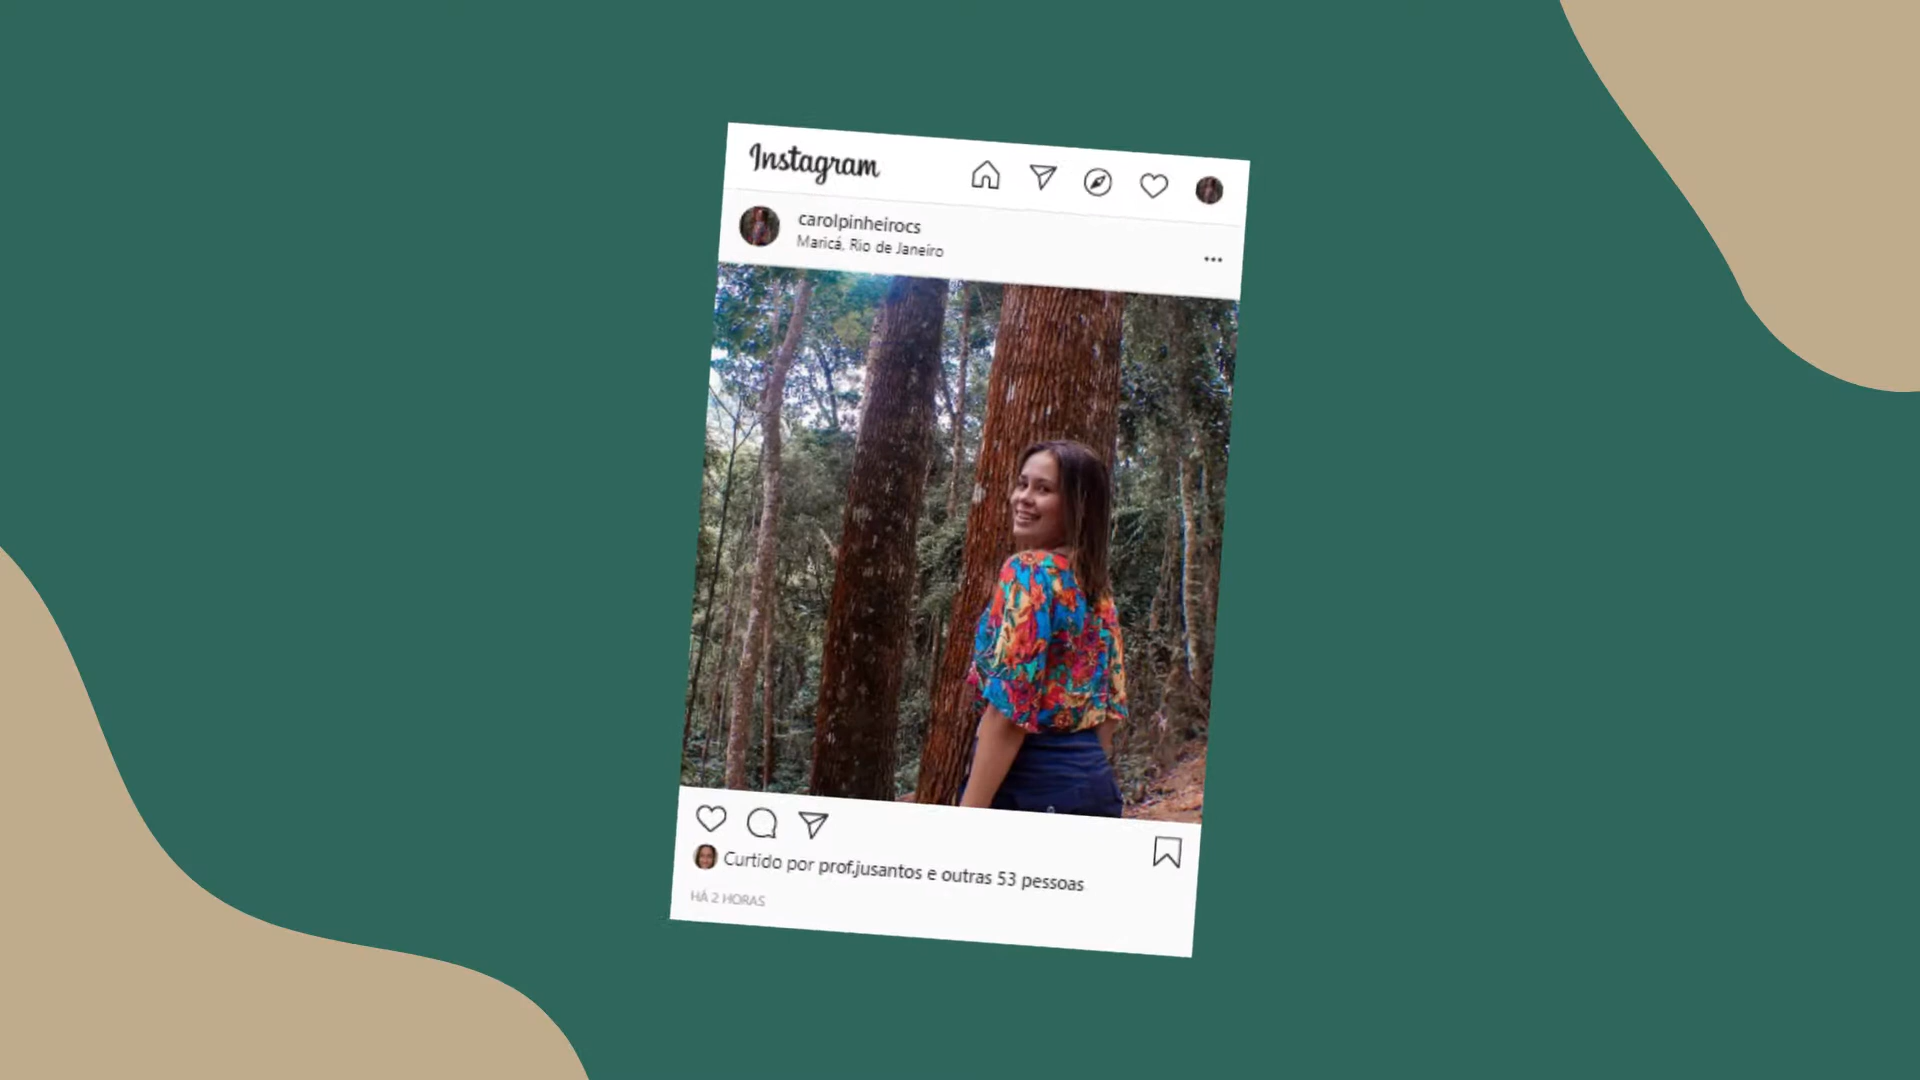 Instagram
carolpinheirocs
Maricá, Rio de Janeiro
Curtido por prof.jusantos e outras 53 pessoas
HÁ 2 HORAS